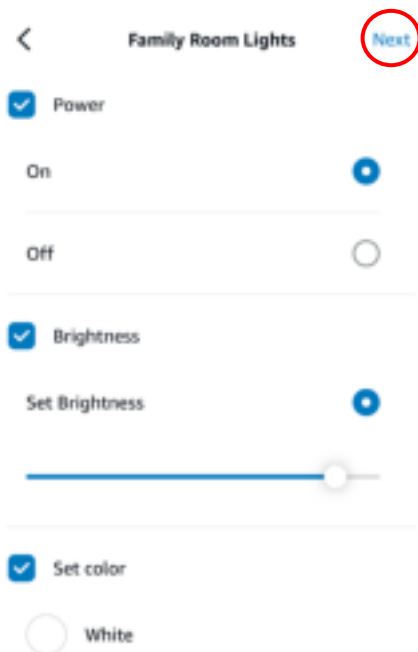 Family Room Lights Next
Power
On
Off
Brightness
Set Brightness
Set color
White